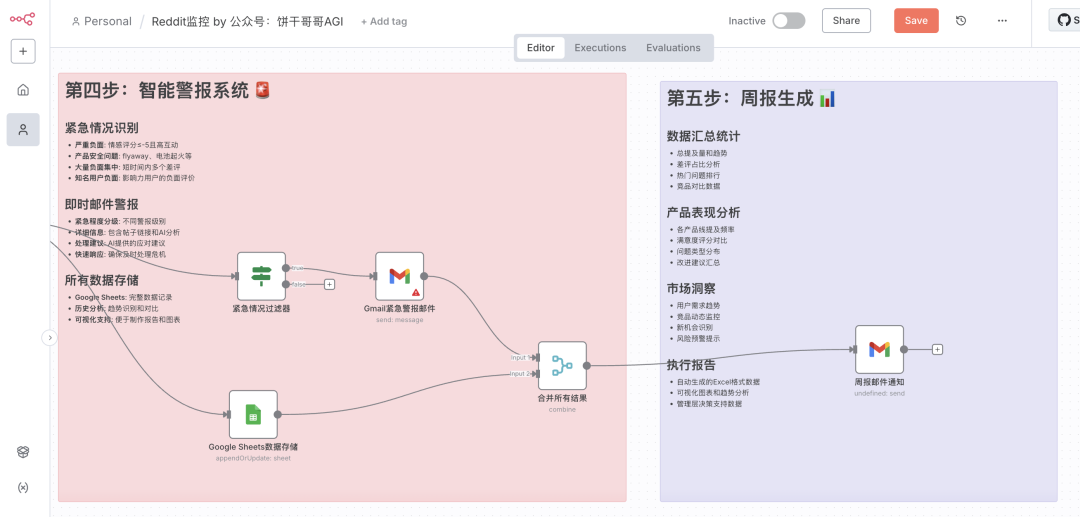 Personal / Reddit监控 by 公众号：饼干哥哥AGI + Add tag
Inactive
Share
Save
Editor Executions Evaluations
第四步：智能警报系统 🚨
紧急情况识别
• 严重负面: 情感评分≤-5且高互动
• 产品安全问题: flyaway、电池起火等
• 大量负面集中: 短时间内多个差评
• 知名用户负面: 影响力用户的负面评价
即时邮件警报
• 紧急程度分级: 不同警报级别
• 详细信息: 包含帖子链接和AI分析
• 处理建议: AI提供的应对建议
• 快速响应: 确保及时处理危机
所有数据存储
• Google Sheets: 完整数据记录
• 历史分析: 趋势识别和对比
• 可视化支持: 便于制作报告和图表
true
false
紧急情况过滤器
Gmail紧急警报邮件
send: message
Google Sheets数据存储
appendOrUpdate: sheet
Input 1
Input 2
合并所有结果
combine
第五步：周报生成 📊
数据汇总统计
• 总提及量和趋势
• 差评占比分析
• 热门问题排行
• 竞品对比数据
产品表现分析
• 各产品线提及频率
• 满意度评分对比
• 问题类型分布
• 改进建议汇总
市场洞察
• 用户需求趋势
• 竞品动态监控
• 新机会识别
• 风险预警提示
执行报告
• 自动生成的Excel格式数据
• 可视化图表和趋势分析
• 管理层决策支持数据
周报邮件通知
undefined: send